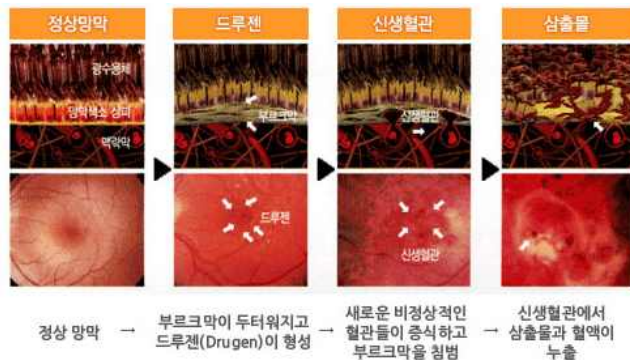 정상망막
드루젠
신생혈관
삼출몰
광수용체
망막색소 상피
맥락막
부르크막
신생혈관
드루젠
신생혈관
정상 망막 →
부르크막이 두터워지고
드루젠(Drugen)이 형성 →
새로운 비정상적인
혈관들이 증식하고
부르크막을 침범 →
신생혈관에서
삼출몰과 혈액이
누출